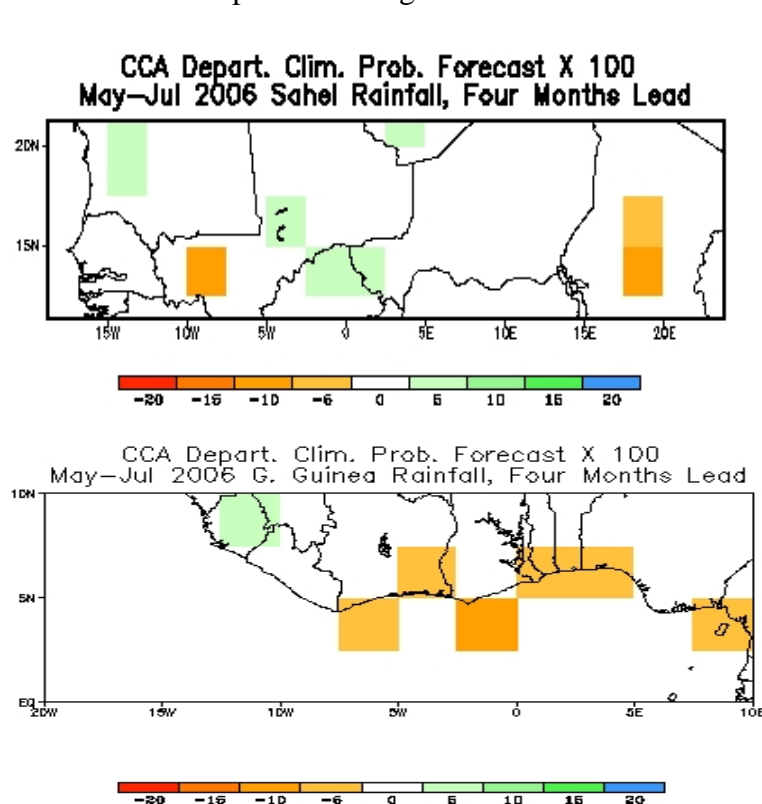 CCA Depart. Clim. Prob. Forecast X 100
May-Jul 2006 Sahel Rainfall, Four Months Lead
20N
15N
15W 10W 5W 0 5E 10E 15E 20E
-20 -15 -10 -6 0 5 10 15 20
CCA Depart. Clim. Prob. Forecast X 100
May-Jul 2006 G. Guinea Rainfall, Four Months Lead
10N
5N
EQ
20W 15W 10W 5W 0 5E 10E
-20 -15 -10 -6 0 5 10 15 20